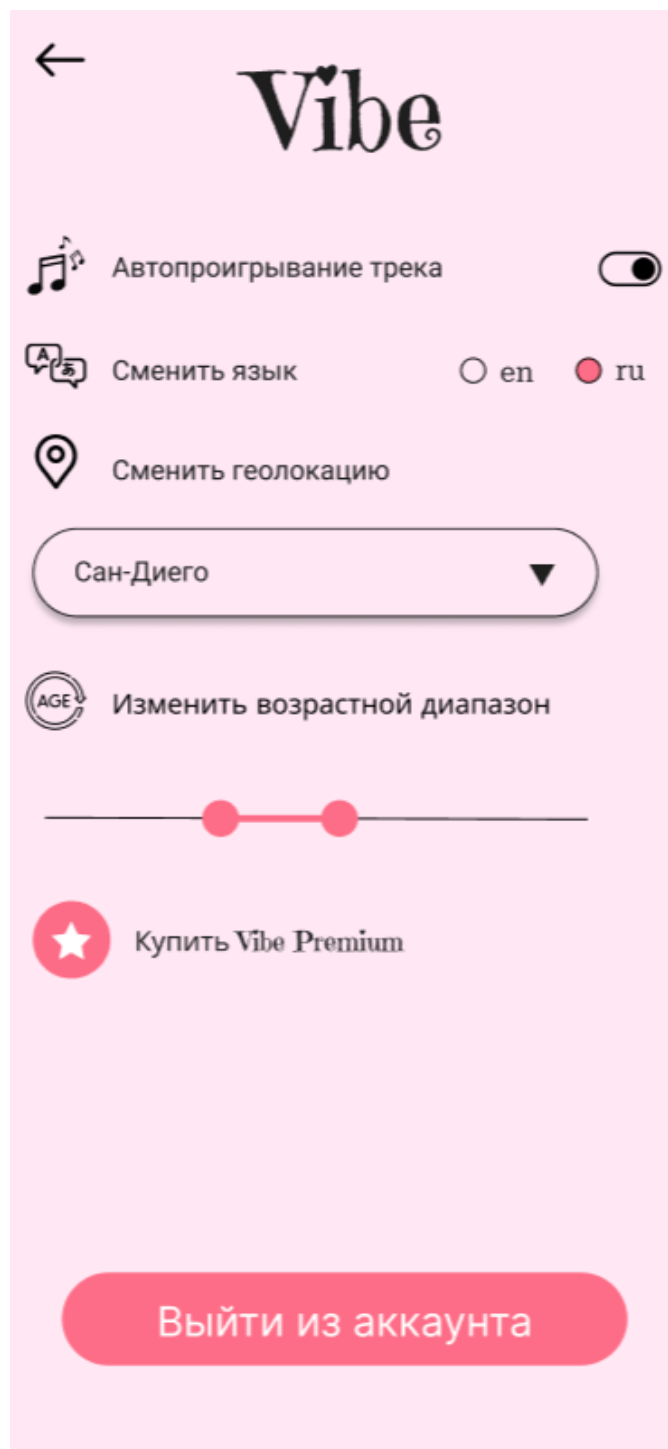 Vibe
Автопроигрывание трека
Сменить язык en ru
Сменить геолокацию
Сан-Диего
AGE Изменить возрастной диапазон
Купить Vibe Premium
Выйти из аккаунта